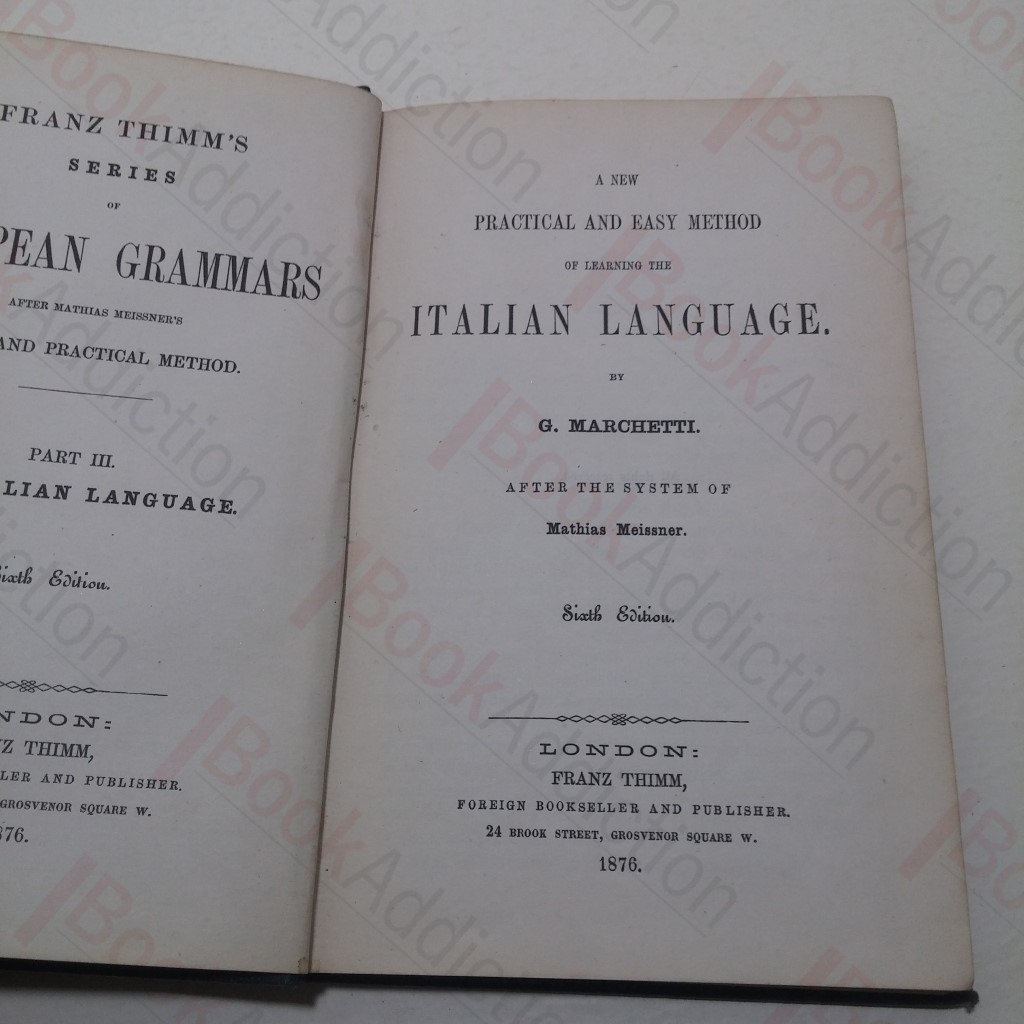 FRANZ THIMM'S
SERIES
OF
PEAN GRAMMARS
AFTER MATHIAS MEISSNER'S
AND PRACTICAL METHOD.
PART III.
LIAN LANGUAGE.
ixth Edition.
NDON:
Z THIMM,
LER AND PUBLISHER.
GROSVENOR SQUARE W.
876.
A NEW
PRACTICAL AND EASY METHOD
OF LEARNING THE
ITALIAN LANGUAGE.
BY
G. MARCHETTI.
AFTER THE SYSTEM OF
Mathias Meissner.
Sixth Edition.
LONDON:
FRANZ THIMM,
FOREIGN BOOKSELLER AND PUBLISHER.
24 BROOK STREET, GROSVENOR SQUARE W.
1876.
BookAddiction